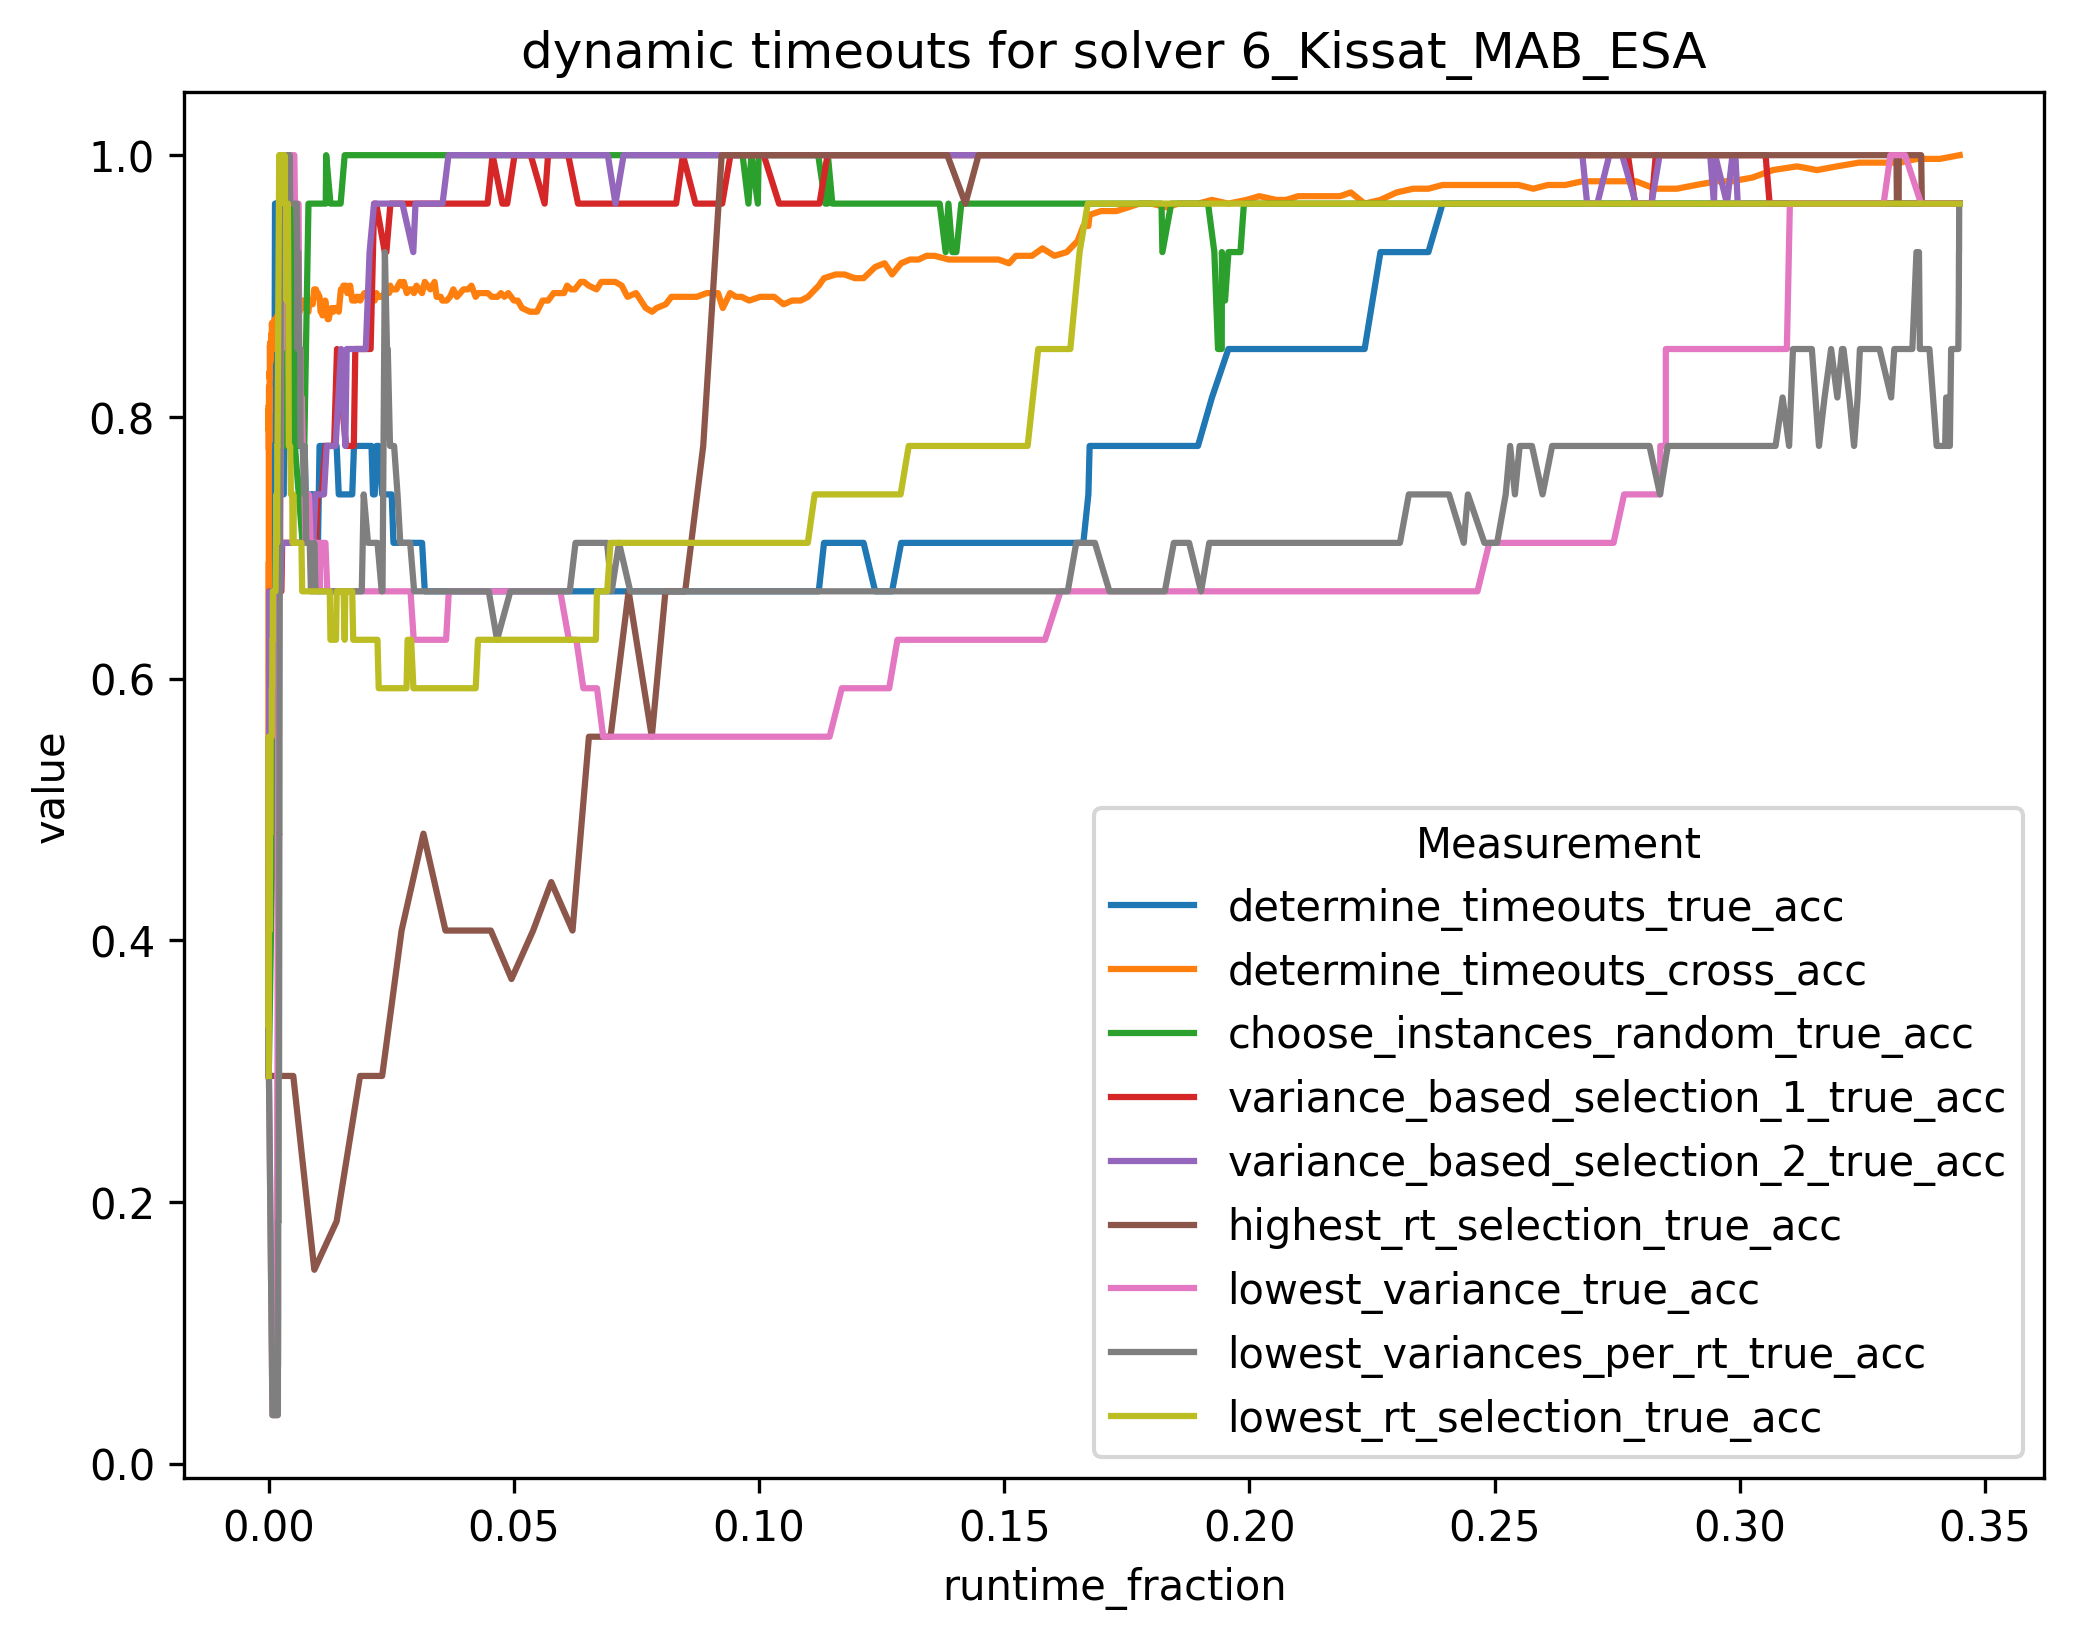 dynamic timeouts for solver 6_Kissat_MAB_ESA
1.0
0.8
0.6
0.4
0.2
0.0
value
0.00 0.05 0.10 0.15 0.20 0.25 0.30 0.35
runtime_fraction
Measurement
determine_timeouts_true_acc
determine_timeouts_cross_acc
choose_instances_random_true_acc
variance_based_selection_1_true_acc
variance_based_selection_2_true_acc
highest_rt_selection_true_acc
lowest_variance_true_acc
lowest_variances_per_rt_true_acc
lowest_rt_selection_true_acc